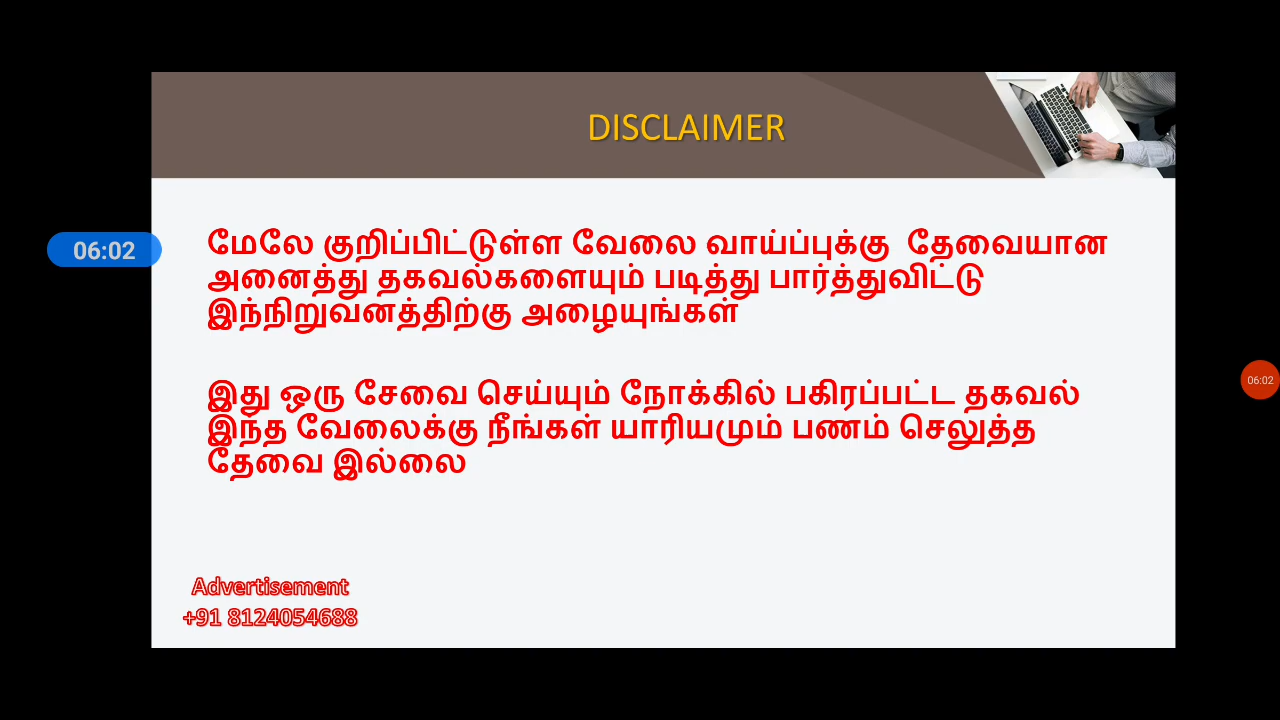 DISCLAIMER
06:02
மேலே குறிப்பிட்டுள்ள வேலை வாய்ப்புக்கு தேவையான
அனைத்து தகவல்களையும் படித்து பார்த்துவிட்டு
இந்நிறுவனத்திற்கு அழையுங்கள்
06:02
இது ஒரு சேவை செய்யும் நோக்கில் பகிரப்பட்ட தகவல்
இந்த வேலைக்கு நீங்கள் யாரியமும் பணம் செலுத்த
தேவை இல்லை
Advertisement
+91 8124054688